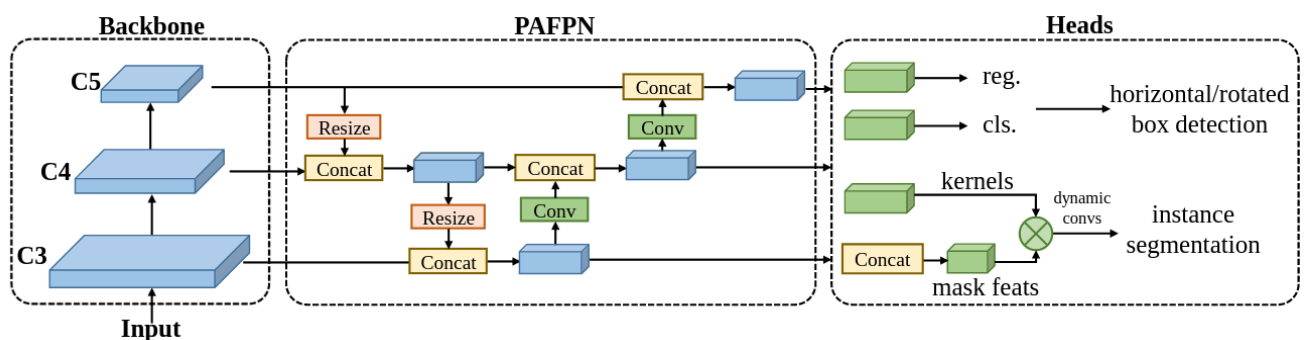 Backbone
PAFPN
Heads
C5
C4
C3
Input
Resize
Concat
Resize
Concat
Concat
Conv
Concat
Conv
reg.
cls.
horizontal/rotated
box detection
kernels
dynamic
convs
instance
segmentation
Concat
mask feats